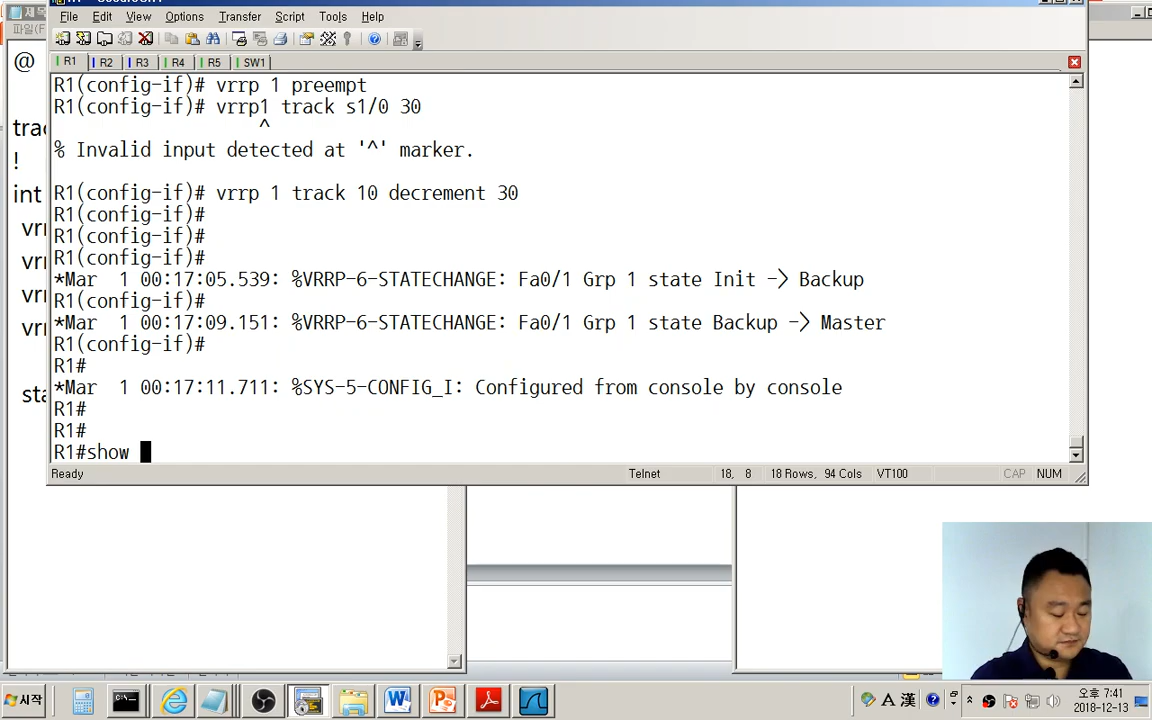 File Edit View Options Transfer Script Tools Help
R1 R2 R3 R4 R5 SW1
R1(config-if)# vrrp 1 preempt
R1(config-if)# vrrp1 track s1/0 30
^
% Invalid input detected at '^' marker.
R1(config-if)# vrrp 1 track 10 decrement 30
R1(config-if)#
R1(config-if)#
R1(config-if)#
*Mar  1 00:17:05.539: %VRRP-6-STATECHANGE: Fa0/1 Grp 1 state Init -> Backup
R1(config-if)#
*Mar  1 00:17:09.151: %VRRP-6-STATECHANGE: Fa0/1 Grp 1 state Backup -> Master
R1(config-if)#
R1#
*Mar  1 00:17:11.711: %SYS-5-CONFIG_I: Configured from console by console
R1#
R1#
R1#show
Ready Telnet 18, 8 18 Rows, 94 Cols VT100 CAP NUM
@
!
int
시작
A 漢
오후 7:41
2018-12-13